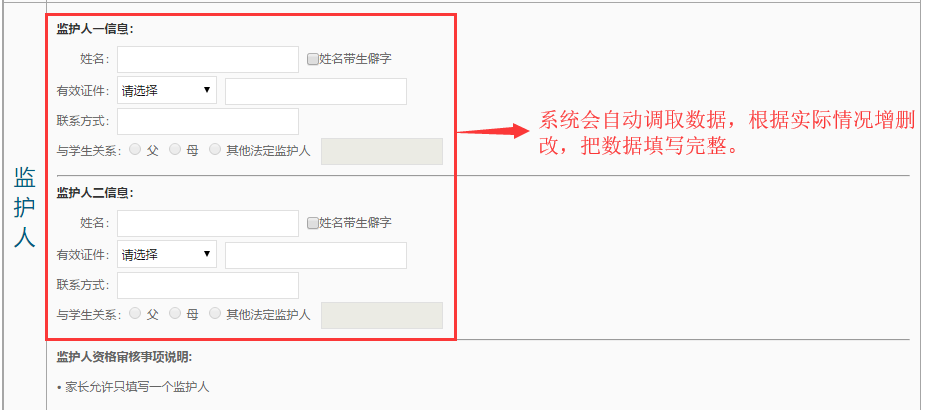 监护人一信息：
姓名：
姓名带生僻字
有效证件：
请选择
联系方式：
与学生关系：
父
母
其他法定监护人
系统会自动调取数据，根据实际情况增删
改，把数据填写完整。
监护人
监护人二信息：
姓名：
姓名带生僻字
有效证件：
请选择
联系方式：
与学生关系：
父
母
其他法定监护人
监护人资格审核事项说明：
• 家长允许只填写一个监护人